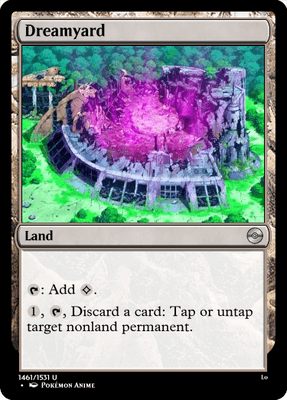 Dreamyard
Land
: Add .
1, , Discard a card: Tap or untap
target nonland permanent.
1461/1531 U
Lo
• Pokémon Anime